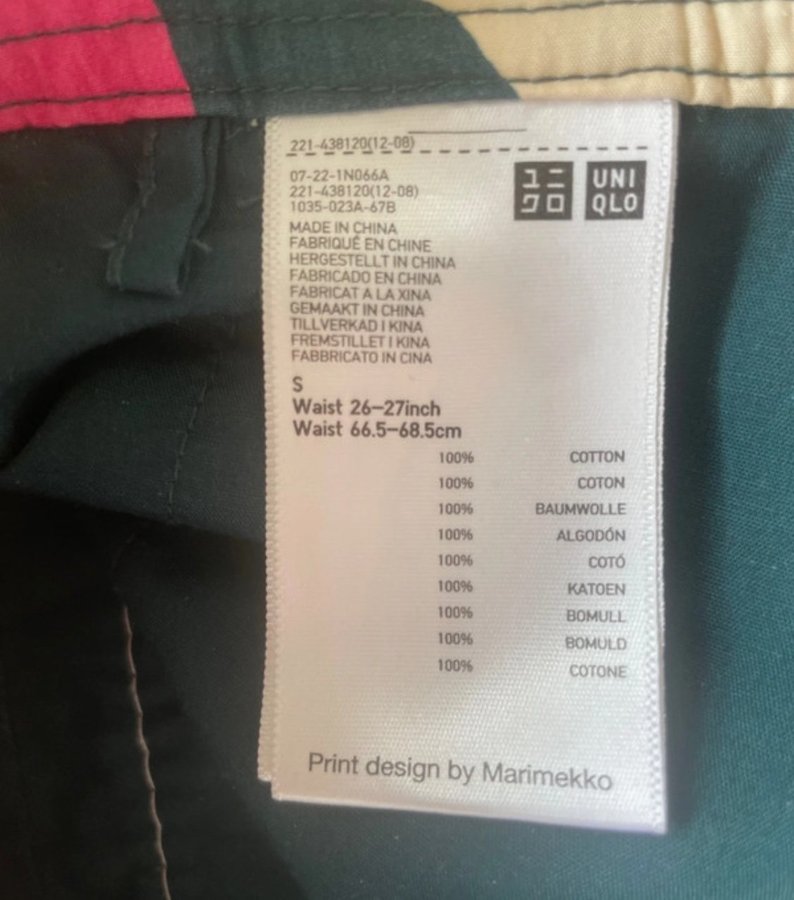 221-438120(12-08)
07-22-1N066A
221-438120(12-08)
1035-023A-67B
ユニ
クロ
UNI
QLO
MADE IN CHINA
FABRIQUÉ EN CHINE
HERGESTELLT IN CHINA
FABRICADO EN CHINA
FABRICAT A LA XINA
GEMAAKT IN CHINA
TILLVERKAD I KINA
FREMSTILLET I KINA
FABBRICATO IN CINA
S
Waist 26–27inch
Waist 66.5–68.5cm
100% COTTON
100% COTON
100% BAUMWOLLE
100% ALGODÓN
100% COTÓ
100% KATOEN
100% BOMULL
100% BOMULD
100% COTONE
Print design by Marimekko